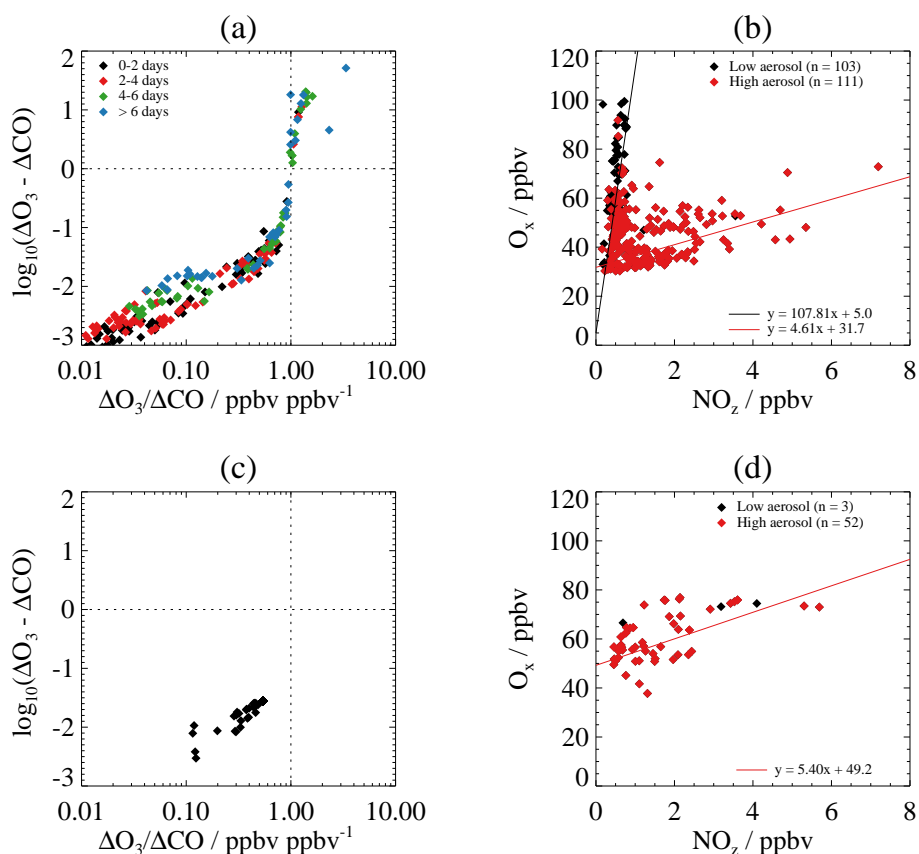 (a)
2
1
0
-1
-2
-3
log₁₀(ΔO₃ - ΔCO)
0-2 days
2-4 days
4-6 days
> 6 days
0.01
0.10
1.00
10.00
ΔO₃/ΔCO / ppbv ppbv⁻¹
(b)
120
100
80
60
40
20
0
Oₓ / ppbv
Low aerosol (n = 103)
High aerosol (n = 111)
y = 107.81x + 5.0
y = 4.61x + 31.7
0
2
4
6
8
NO_z / ppbv
(c)
2
1
0
-1
-2
-3
log₁₀(ΔO₃ - ΔCO)
0.01
0.10
1.00
10.00
ΔO₃/ΔCO / ppbv ppbv⁻¹
(d)
120
100
80
60
40
20
0
Oₓ / ppbv
Low aerosol (n = 3)
High aerosol (n = 52)
y = 5.40x + 49.2
0
2
4
6
8
NO_z / ppbv